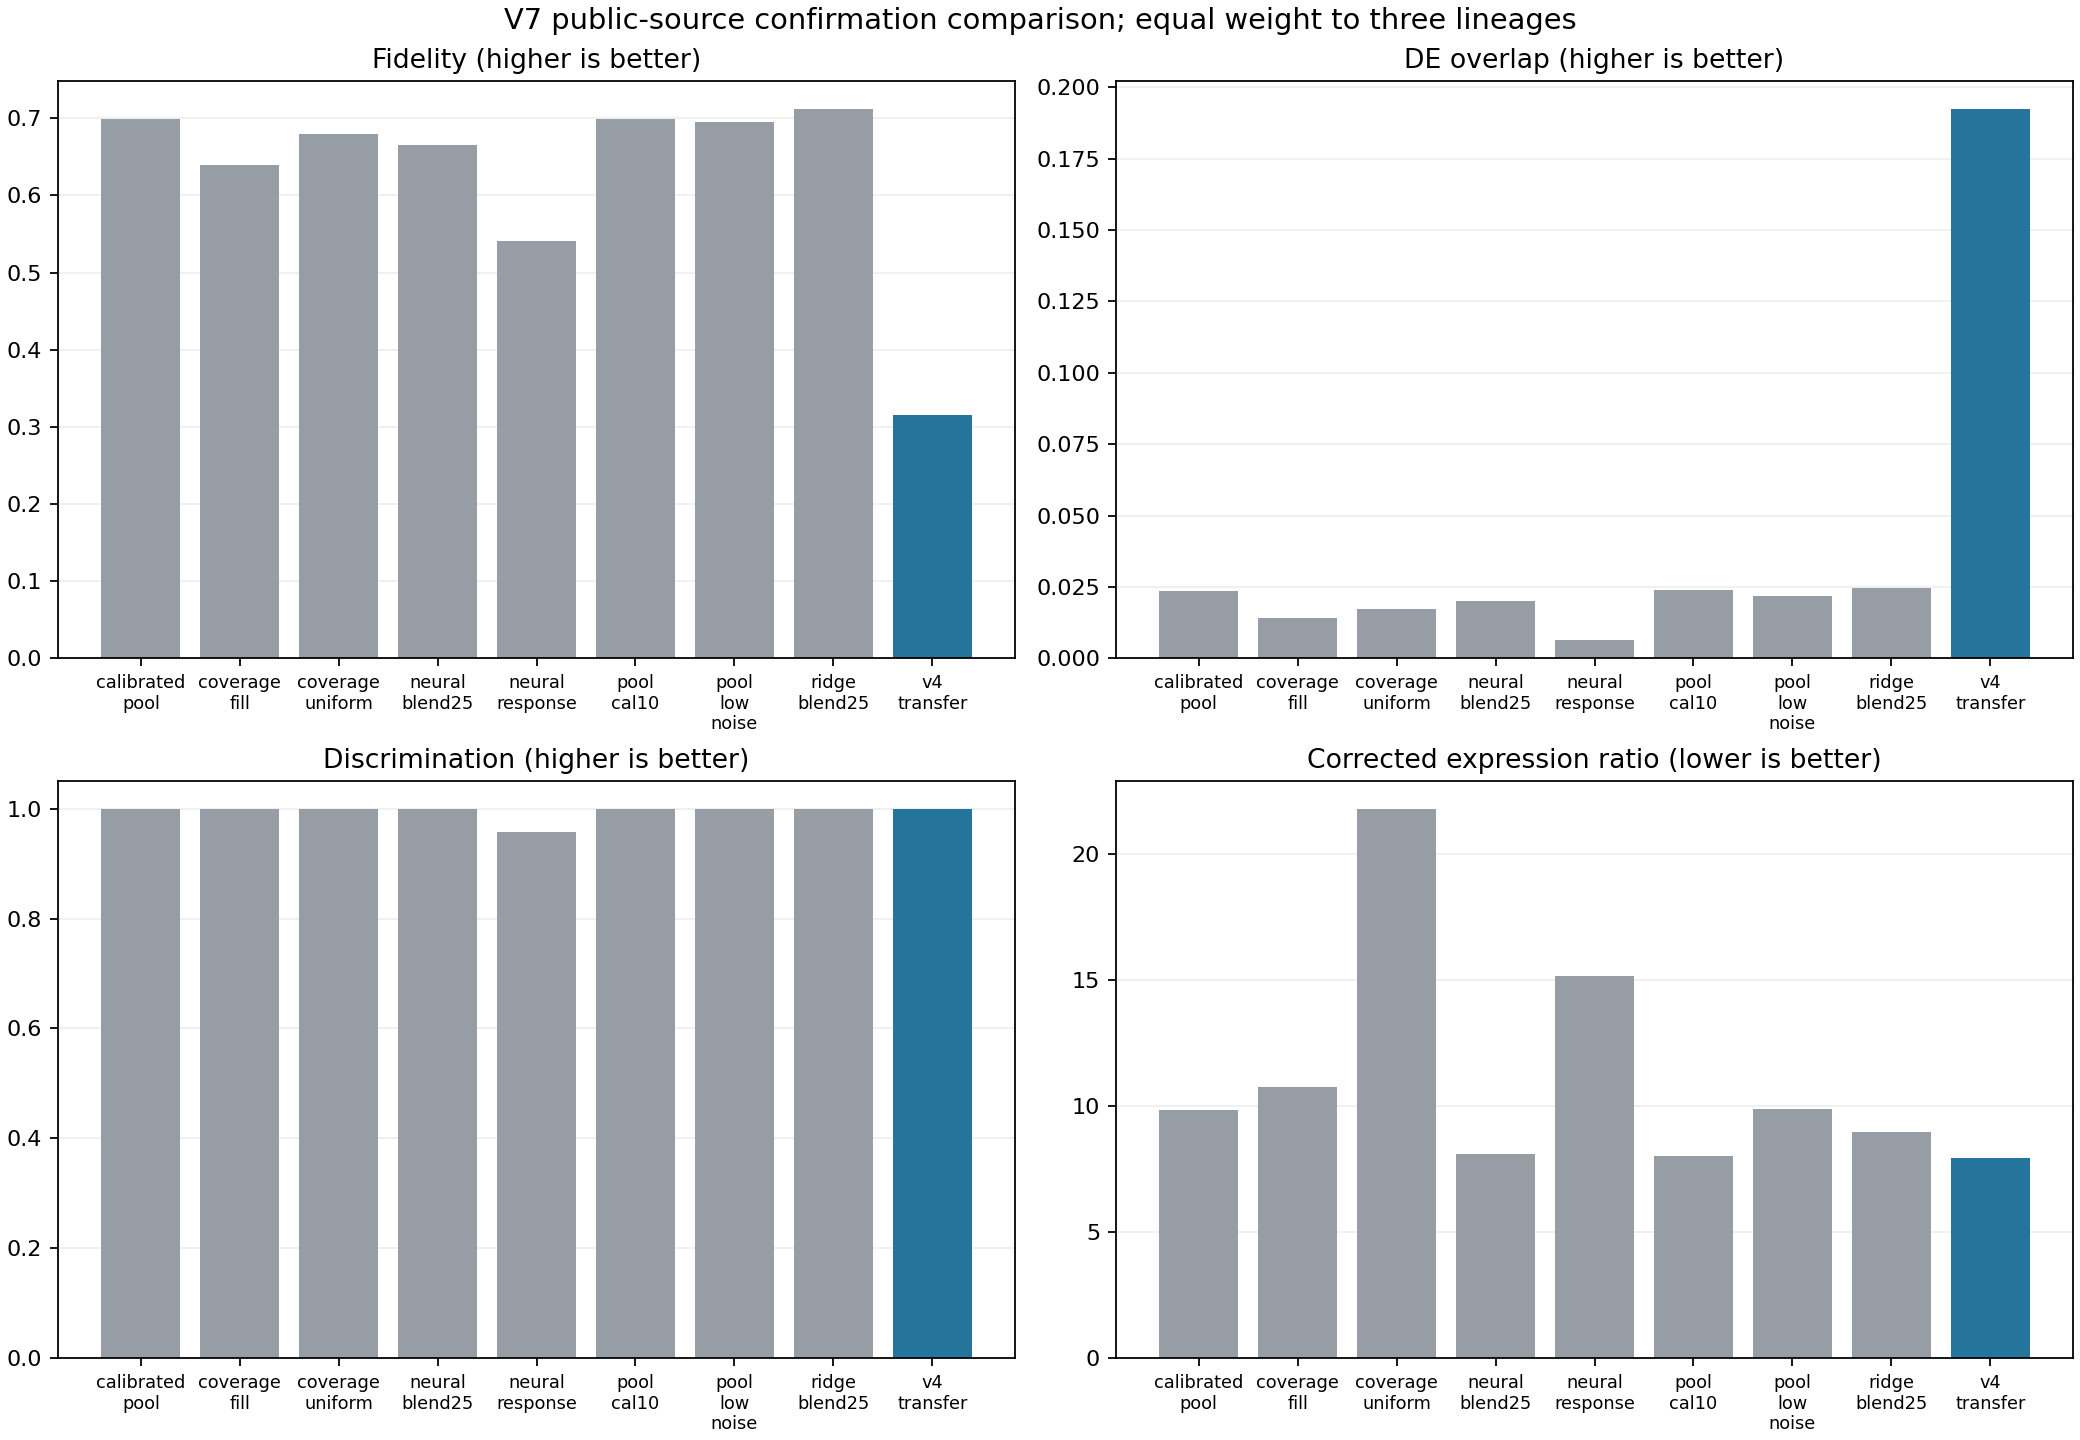 V7 public-source confirmation comparison; equal weight to three lineages
Fidelity (higher is better)
0.7
0.6
0.5
0.4
0.3
0.2
0.1
0.0
calibrated coverage coverage neural neural pool pool ridge v4
pool fill uniform blend25 response cal10 low blend25 transfer
noise
DE overlap (higher is better)
0.200
0.175
0.150
0.125
0.100
0.075
0.050
0.025
0.000
calibrated coverage coverage neural neural pool pool ridge v4
pool fill uniform blend25 response cal10 low blend25 transfer
noise
Discrimination (higher is better)
1.0
0.8
0.6
0.4
0.2
0.0
calibrated coverage coverage neural neural pool pool ridge v4
pool fill uniform blend25 response cal10 low blend25 transfer
noise
Corrected expression ratio (lower is better)
20
15
10
5
0
calibrated coverage coverage neural neural pool pool ridge v4
pool fill uniform blend25 response cal10 low blend25 transfer
noise